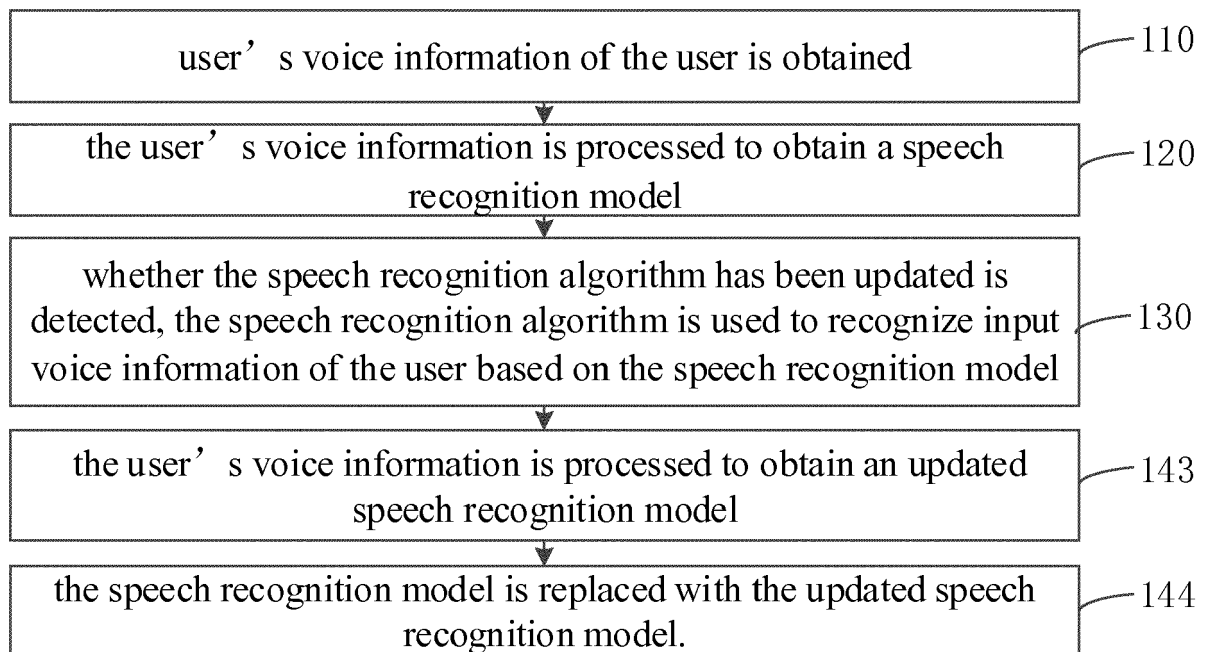 user’s voice information of the user is obtained
110
the user’s voice information is processed to obtain a speech
recognition model
120
whether the speech recognition algorithm has been updated is
detected, the speech recognition algorithm is used to recognize input
voice information of the user based on the speech recognition model
130
the user’s voice information is processed to obtain an updated
speech recognition model
143
the speech recognition model is replaced with the updated speech
recognition model.
144